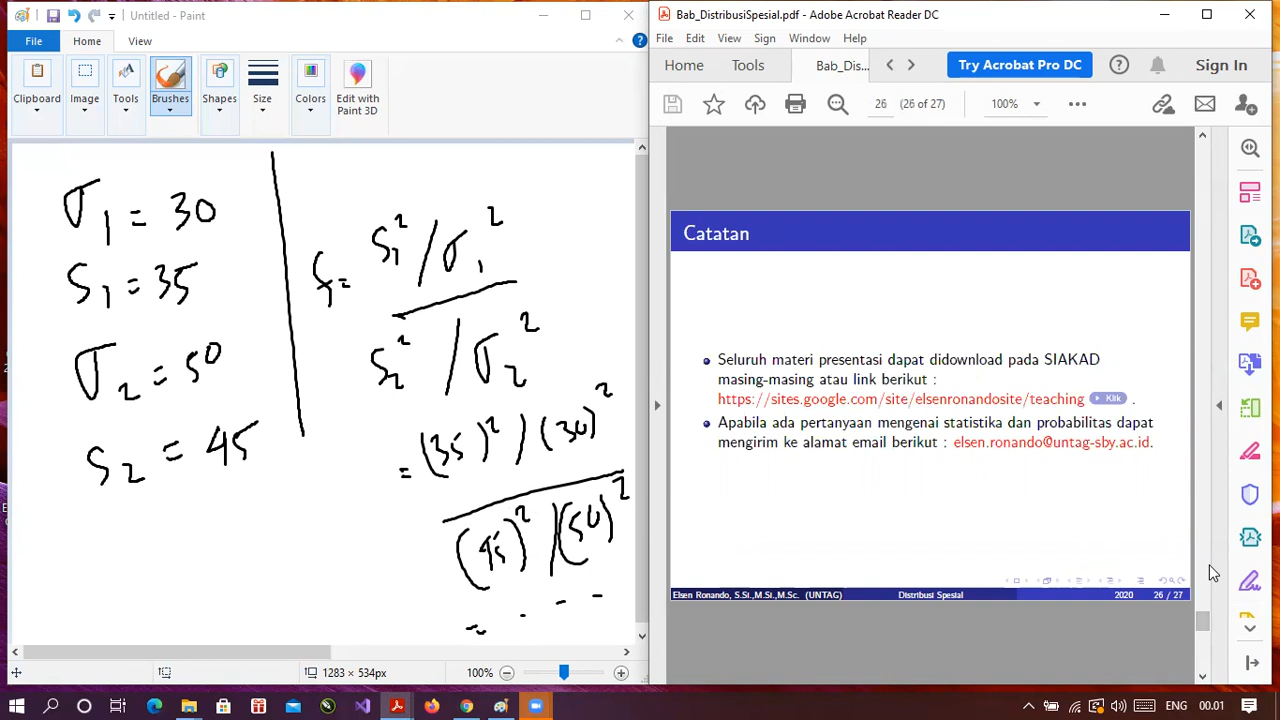 Untitled - Paint
File Home View
Clipboard Image Tools Brushes Shapes Size Colors Edit with Paint 3D
σ₁ = 30
S₁ = 35
σ₂ = 50
S₂ = 45
f = S₁² / σ₁²
S₂² / σ₂²
= (35)² / (30)²
(45)² / (50)²
= . - -
1283 × 534px 100%
Bab_DistribusiSpesial.pdf - Adobe Acrobat Reader DC
File Edit View Sign Window Help
Home Tools Bab_Dis... Try Acrobat Pro DC Sign In
26 (26 of 27) 100%
Catatan
Seluruh materi presentasi dapat didownload pada SIAKAD
masing-masing atau link berikut :
https://sites.google.com/site/elsenronandosite/teaching Klik .
Apabila ada pertanyaan mengenai statistika dan probabilitas dapat
mengirim ke alamat email berikut : elsen.ronando@untag-sby.ac.id.
Elsen Ronando, S.Si.,M.Si.,M.Sc. (UNTAG) Distribusi Spesial 2020 26 / 27
ENG 00.01